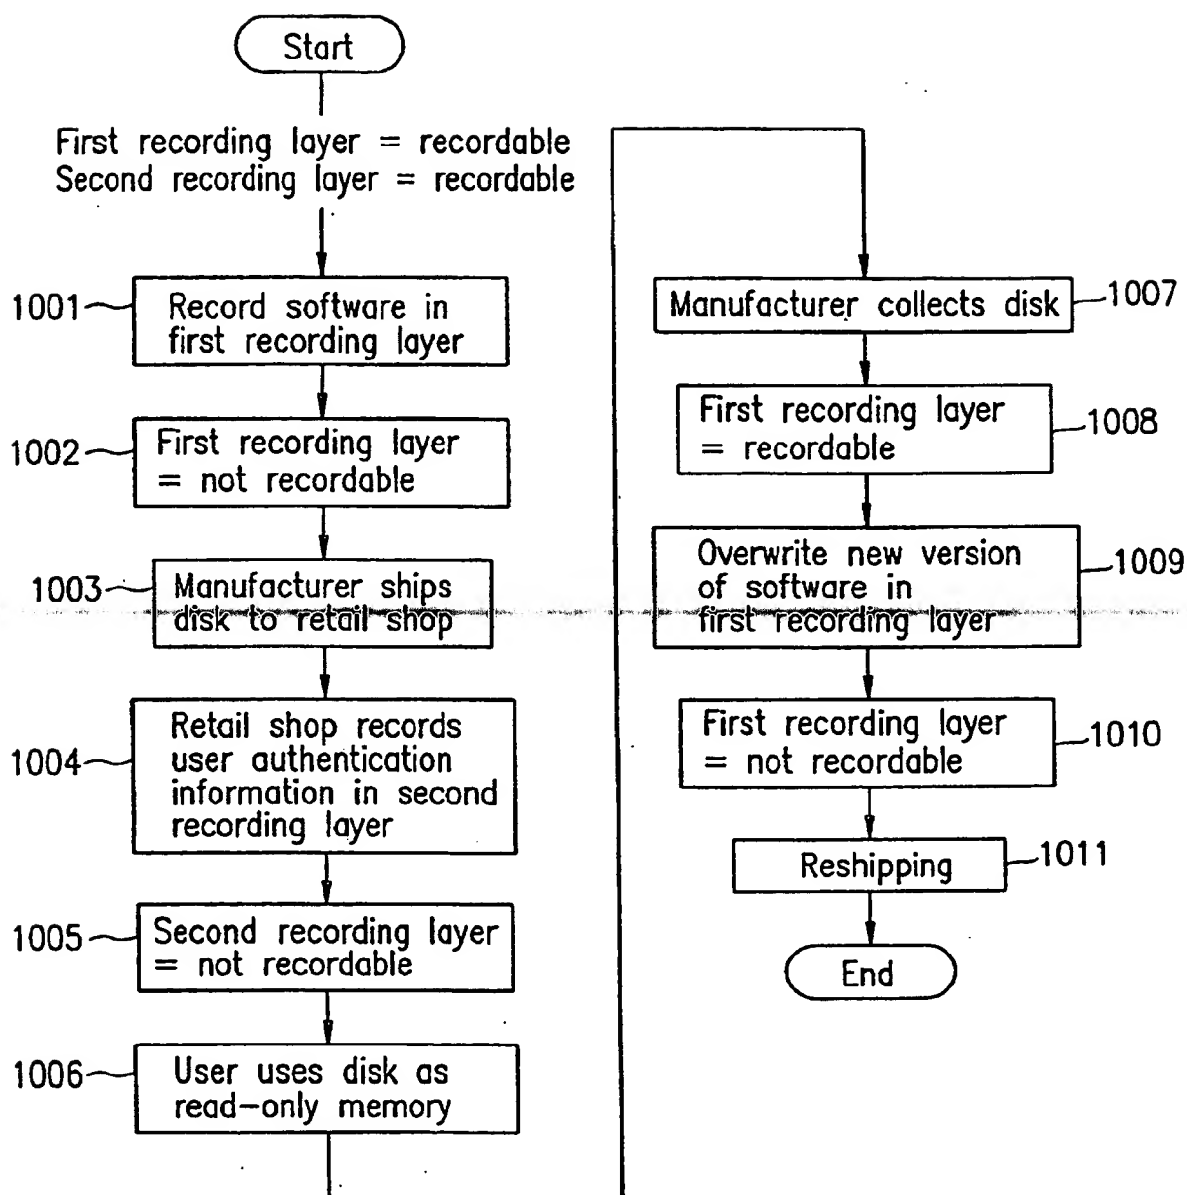 Start
First recording layer = recordable
Second recording layer = recordable
1001
Record software in
first recording layer
1002
First recording layer
= not recordable
1003
Manufacturer ships
disk to retail shop
1004
Retail shop records
user authentication
information in second
recording layer
1005
Second recording layer
= not recordable
1006
User uses disk as
read-only memory
Manufacturer collects disk
1007
First recording layer
= recordable
1008
Overwrite new version
of software in
first recording layer
1009
First recording layer
= not recordable
1010
Reshipping
1011
End